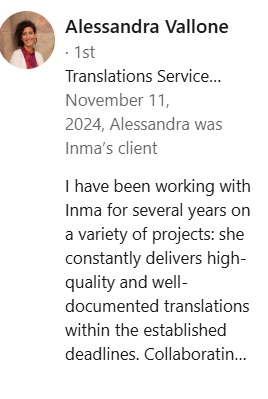 Alessandra Vallone
· 1st
Translations Service...
November 11,
2024, Alessandra was
Inma’s client
I have been working with
Inma for several years on
a variety of projects: she
constantly delivers high-
quality and well-
documented translations
within the established
deadlines. Collaboratin...